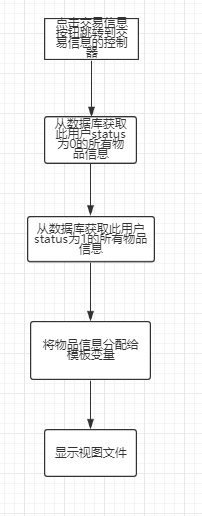 点击交易信息
按钮跳转到交
易信息的控制
器
从数据库获取
此用户status
为0的所有物
品信息
从数据库获取此用户
status为1的所有物品
信息
将物品信息分配给
模板变量
显示视图文件